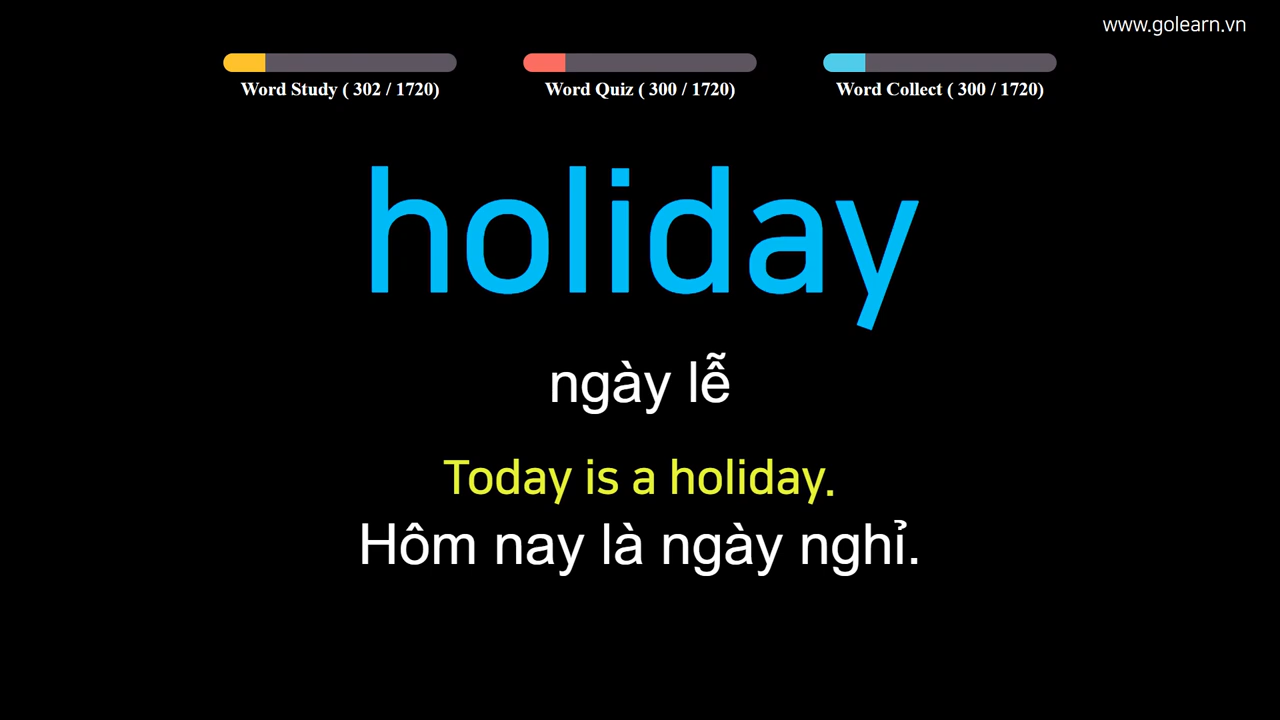 www.golearn.vn
Word Study ( 302 / 1720)
Word Quiz ( 300 / 1720)
Word Collect ( 300 / 1720)
holiday
ngày lễ
Today is a holiday.
Hôm nay là ngày nghỉ.